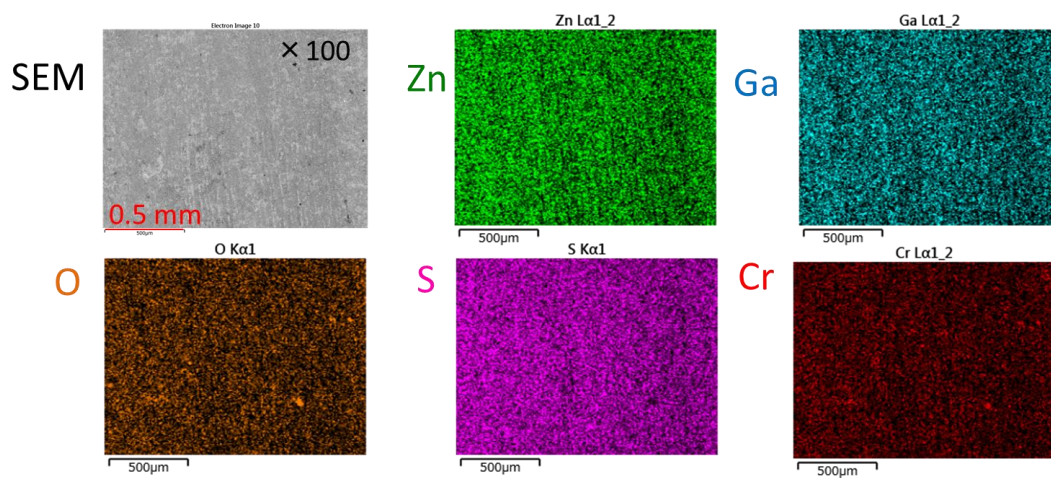 Electron Image 10
SEM
× 100
0.5 mm
500µm
Zn Lα1_2
Zn
500µm
Ga Lα1_2
Ga
500µm
O Kα1
O
500µm
S Kα1
S
500µm
Cr Lα1_2
Cr
500µm